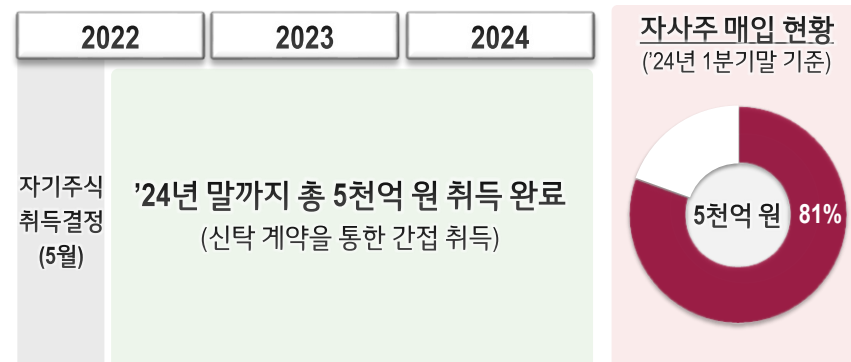 2022
2023
2024
자사주 매입 현황
('24년 1분기말 기준)
자기주식
취득결정
(5월)
'24년 말까지 총 5천억 원 취득 완료
(신탁 계약을 통한 간접 취득)
5천억 원
81%